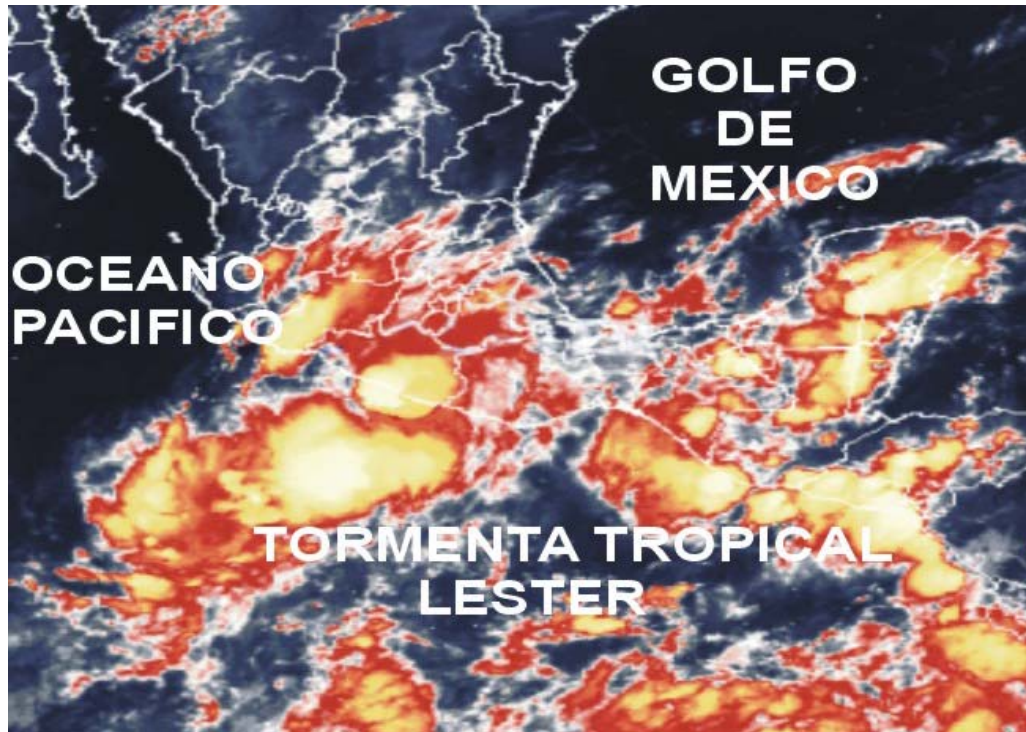 GOLFO
DE
MEXICO
OCEANO
PACIFICO
TORMENTA TROPICAL
LESTER